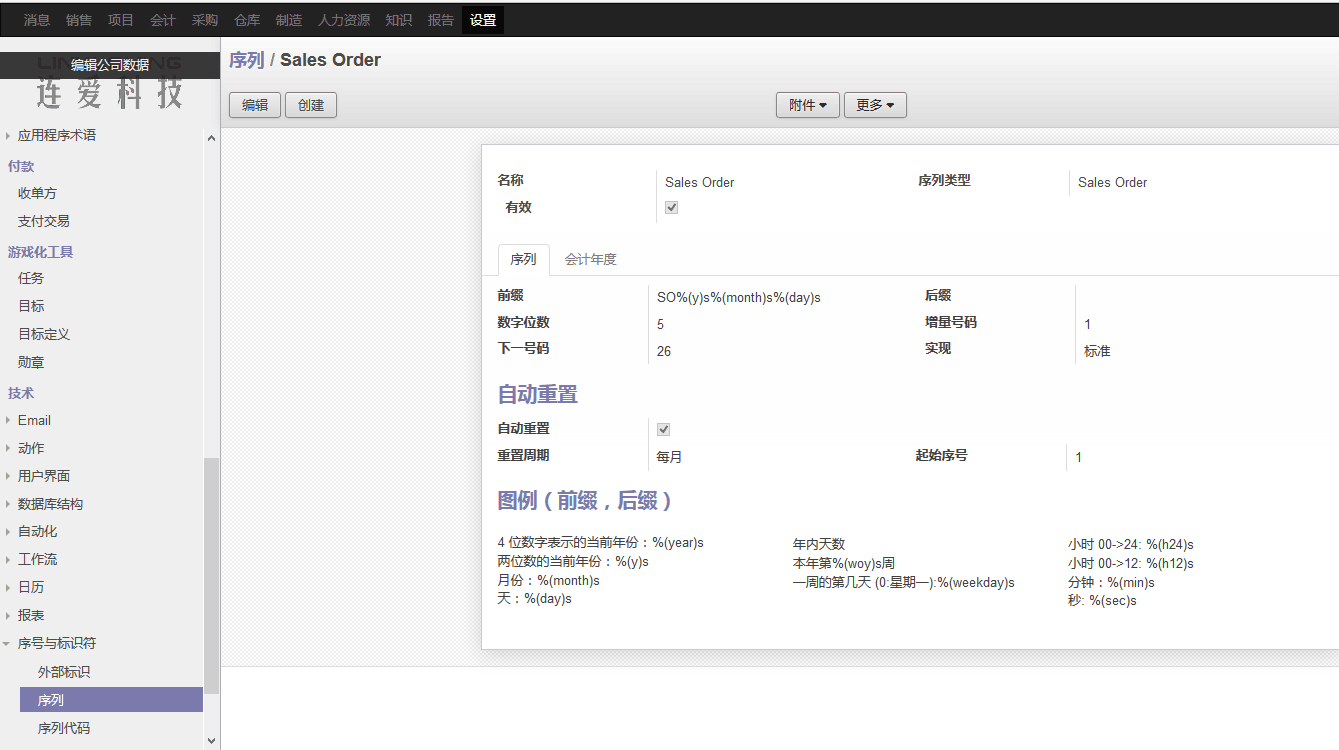 消息 销售 项目 会计 采购 仓库 制造 人力资源 知识 报告 设置
编辑公司数据
连爱科技
序列 / Sales Order
编辑 创建 附件 更多
应用程序术语
付款
收单方
支付交易
游戏化工具
任务
目标
目标定义
勋章
技术
Email
动作
用户界面
数据库结构
自动化
工作流
日历
报表
序号与标识符
外部标识
序列
序列代码
名称 Sales Order 序列类型 Sales Order
有效
序列 会计年度
前缀 SO%(y)s%(month)s%(day)s 后缀
数字位数 5 增量号码 1
下一号码 26 实现 标准
自动重置
自动重置
重置周期 每月 起始序号 1
图例 ( 前缀，后缀 )
4 位数字表示的当前年份：%(year)s 年内天数 小时 00->24: %(h24)s
两位数的当前年份：%(y)s 本年第%(woy)s周 小时 00->12: %(h12)s
月份：%(month)s 一周的第几天 (0:星期一):%(weekday)s 分钟：%(min)s
天：%(day)s 秒: %(sec)s